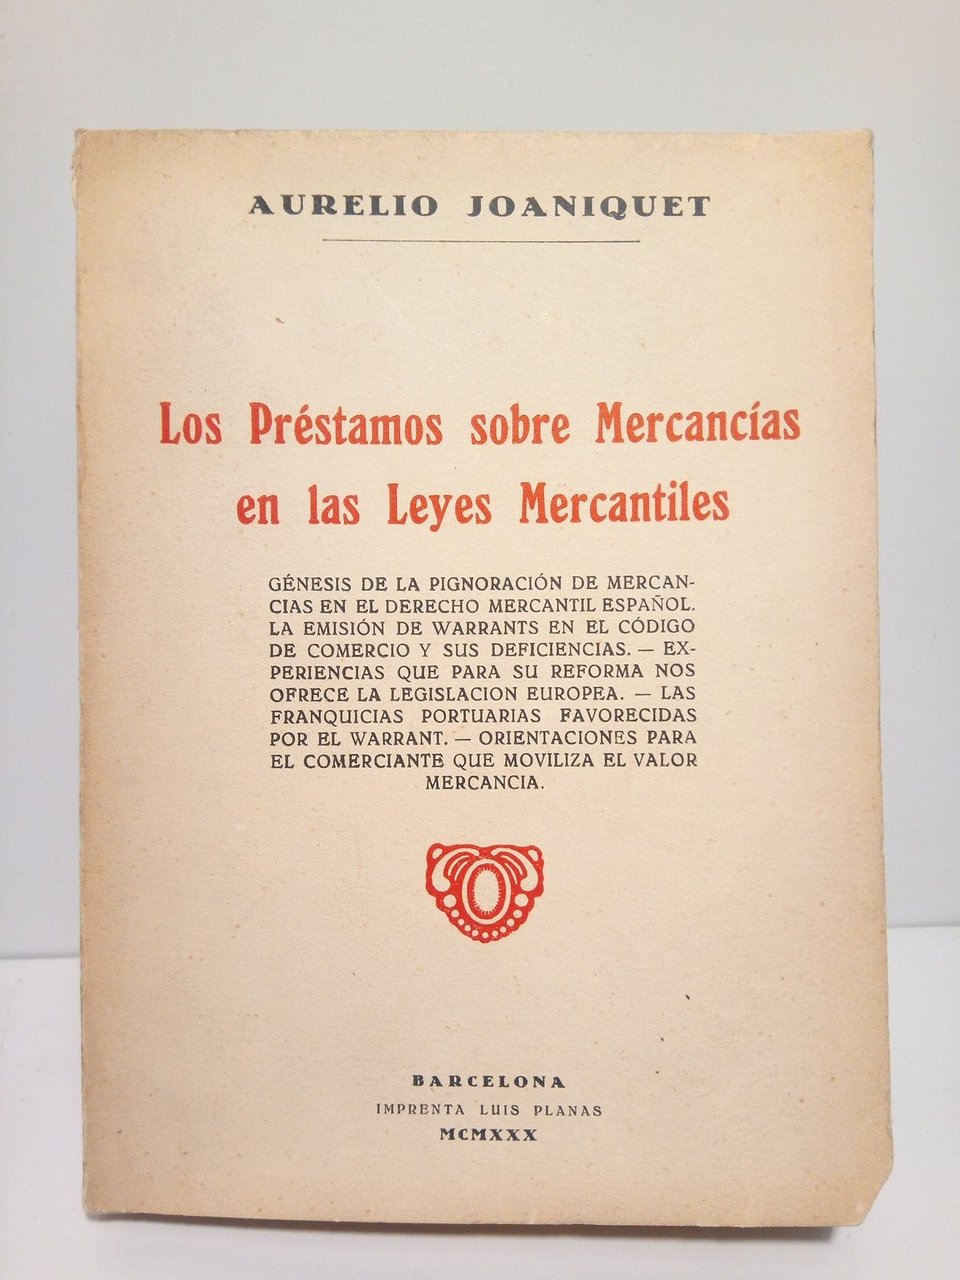 AURELIO JOANIQUET
Los Préstamos sobre Mercancías
en las Leyes Mercantiles
GÉNESIS DE LA PIGNORACIÓN DE MERCAN-
CIAS EN EL DERECHO MERCANTIL ESPAÑOL.
LA EMISIÓN DE WARRANTS EN EL CÓDIGO
DE COMERCIO Y SUS DEFICIENCIAS. — EX-
PERIENCIAS QUE PARA SU REFORMA NOS
OFRECE LA LEGISLACION EUROPEA. — LAS
FRANQUICIAS PORTUARIAS FAVORECIDAS
POR EL WARRANT. — ORIENTACIONES PARA
EL COMERCIANTE QUE MOVILIZA EL VALOR
MERCANCIA.
BARCELONA
IMPRENTA LUIS PLANAS
MCMXXX